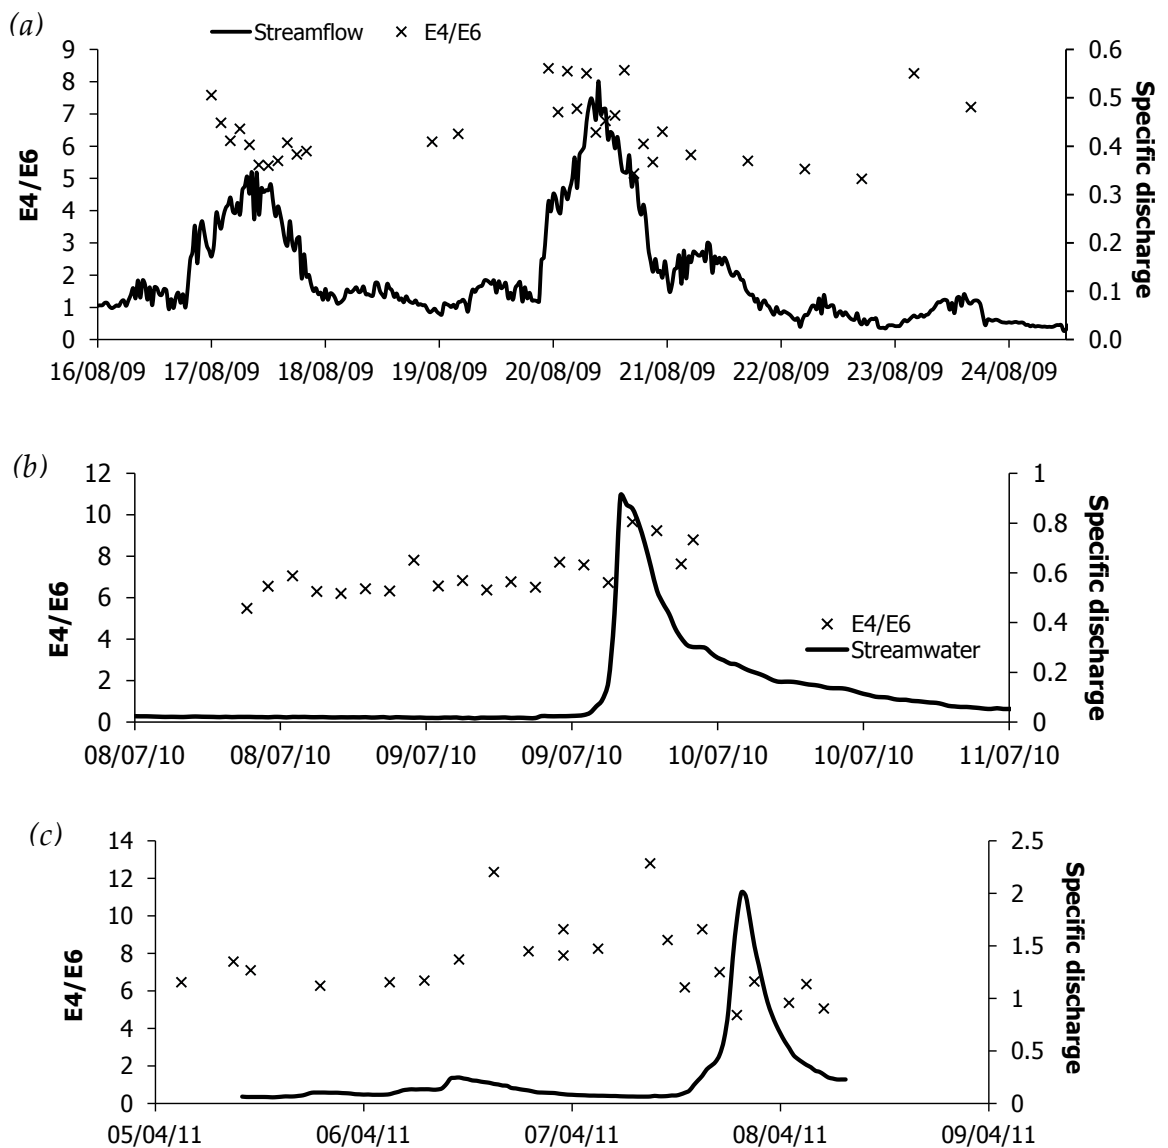 (a)
Streamflow × E4/E6
9 0.6
8 0.5
7
6 0.4
5 0.3
4
3 0.2
2 0.1
1
0 0.0
E4/E6
Specific discharge
16/08/09 17/08/09 18/08/09 19/08/09 20/08/09 21/08/09 22/08/09 23/08/09 24/08/09
(b)
12 1
10 0.8
8 0.6
6
4 0.4
2 0.2
0 0
E4/E6
Specific discharge
× E4/E6
Streamwater
08/07/10 08/07/10 09/07/10 09/07/10 10/07/10 10/07/10 11/07/10
(c)
14 2.5
12 2
10
8 1.5
6 1
4
2 0.5
0 0
E4/E6
Specific discharge
05/04/11 06/04/11 07/04/11 08/04/11 09/04/11